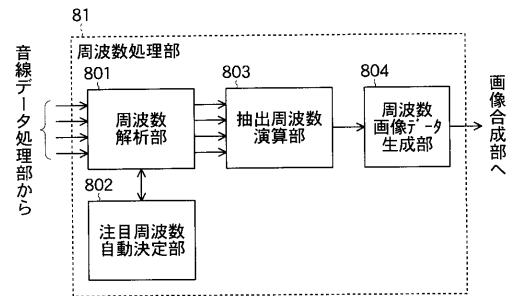 81
周波数処理部
音線データ処理部から
801
周波数
解析部
803
抽出周波数
演算部
804
周波数
画像データ
生成部
画像合成部へ
802
注目周波数
自動決定部